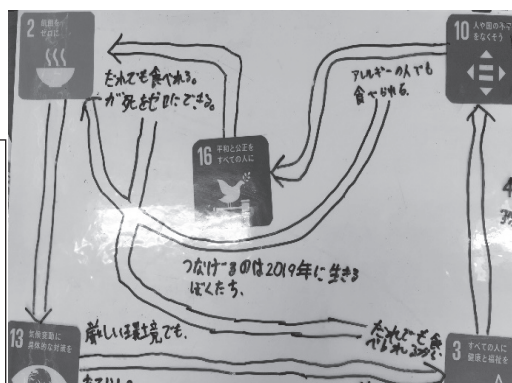 2 飢餓を
ゼロに
10 人や国の不平
をなくそう
だれでも食べれる。
が死をゼロにできる。
アレルギーの人でも
食べられる
16 平和と公正を
すべての人に
つなげるのは2019年に生きる
ぼくたち。
13 気候変動に
具体的な対策を
厳しい環境でも、
だれでも食
べれるから、
3 すべての人に
健康と福祉を